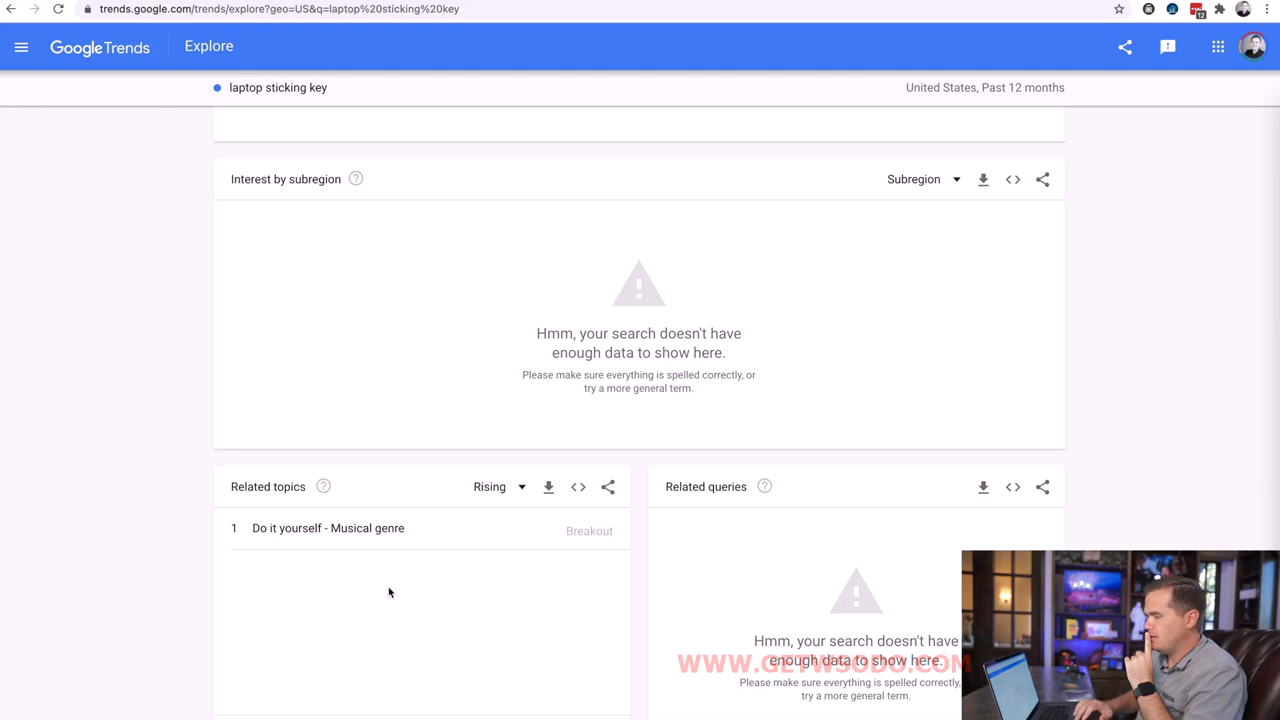 trends.google.com/trends/explore?geo=US&q=laptop%20sticking%20key
12
Google Trends
Explore
laptop sticking key
United States, Past 12 months
Interest by subregion
Subregion
Hmm, your search doesn't have
enough data to show here.
Please make sure everything is spelled correctly, or
try a more general term.
Related topics
Rising
Related queries
1 Do it yourself - Musical genre
Breakout
Hmm, your search doesn't have
enough data to show here.
WWW.GETWSODO.COM
Please make sure everything is spelled correctly,
try a more general term.